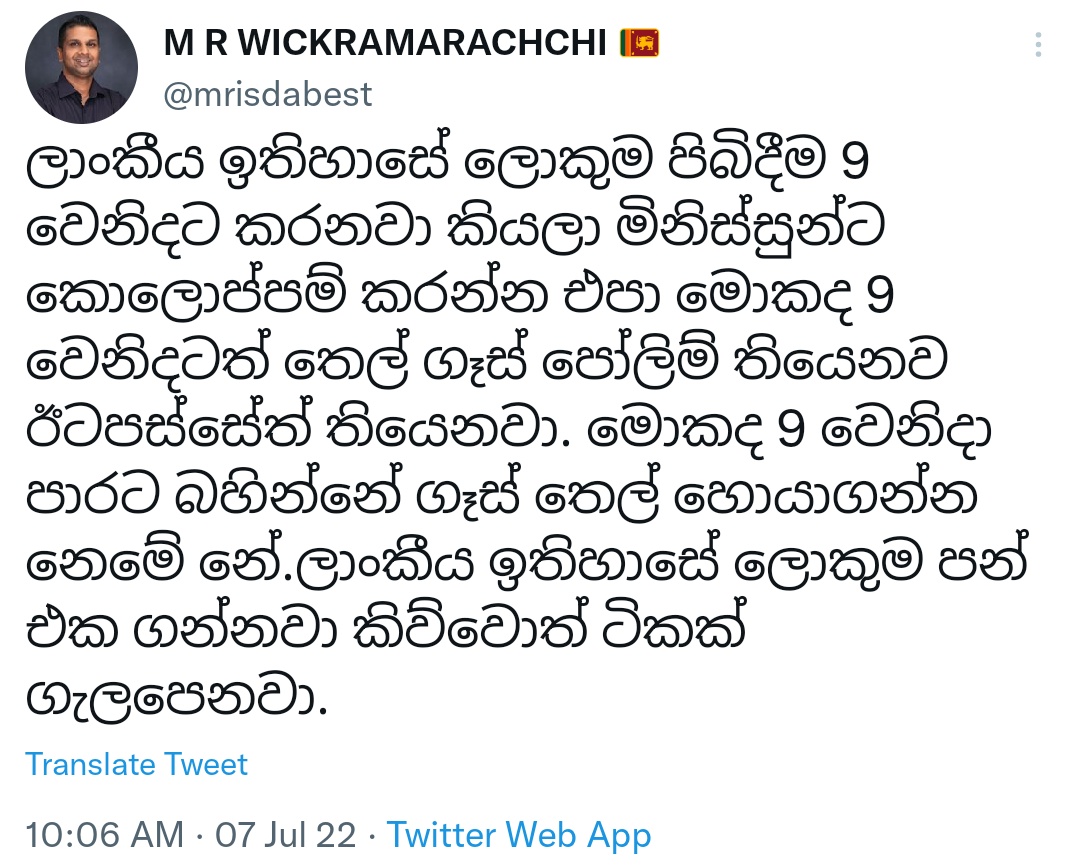 M R WICKRAMARACHCHI 🇱🇰
@mrisdabest
ලාංකීය ඉතිහාසේ ලොකුම පිබිදීම 9
වෙනිදට කරනවා කියලා මිනිස්සුන්ට
කොලොප්පම් කරන්න එපා මොකද 9
වෙනිදටත් තෙල් ගෑස් පෝලිම් තියෙනව
ඊටපස්සේත් තියෙනවා. මොකද 9 වෙනිදා
පාරට බහින්නේ ගෑස් තෙල් හොයාගන්න
නෙමේ නේ.ලාංකීය ඉතිහාසේ ලොකුම පන්
එක ගන්නවා කිව්වොත් ටිකක්
ගැලපෙනවා.
Translate Tweet
10:06 AM · 07 Jul 22 · Twitter Web App